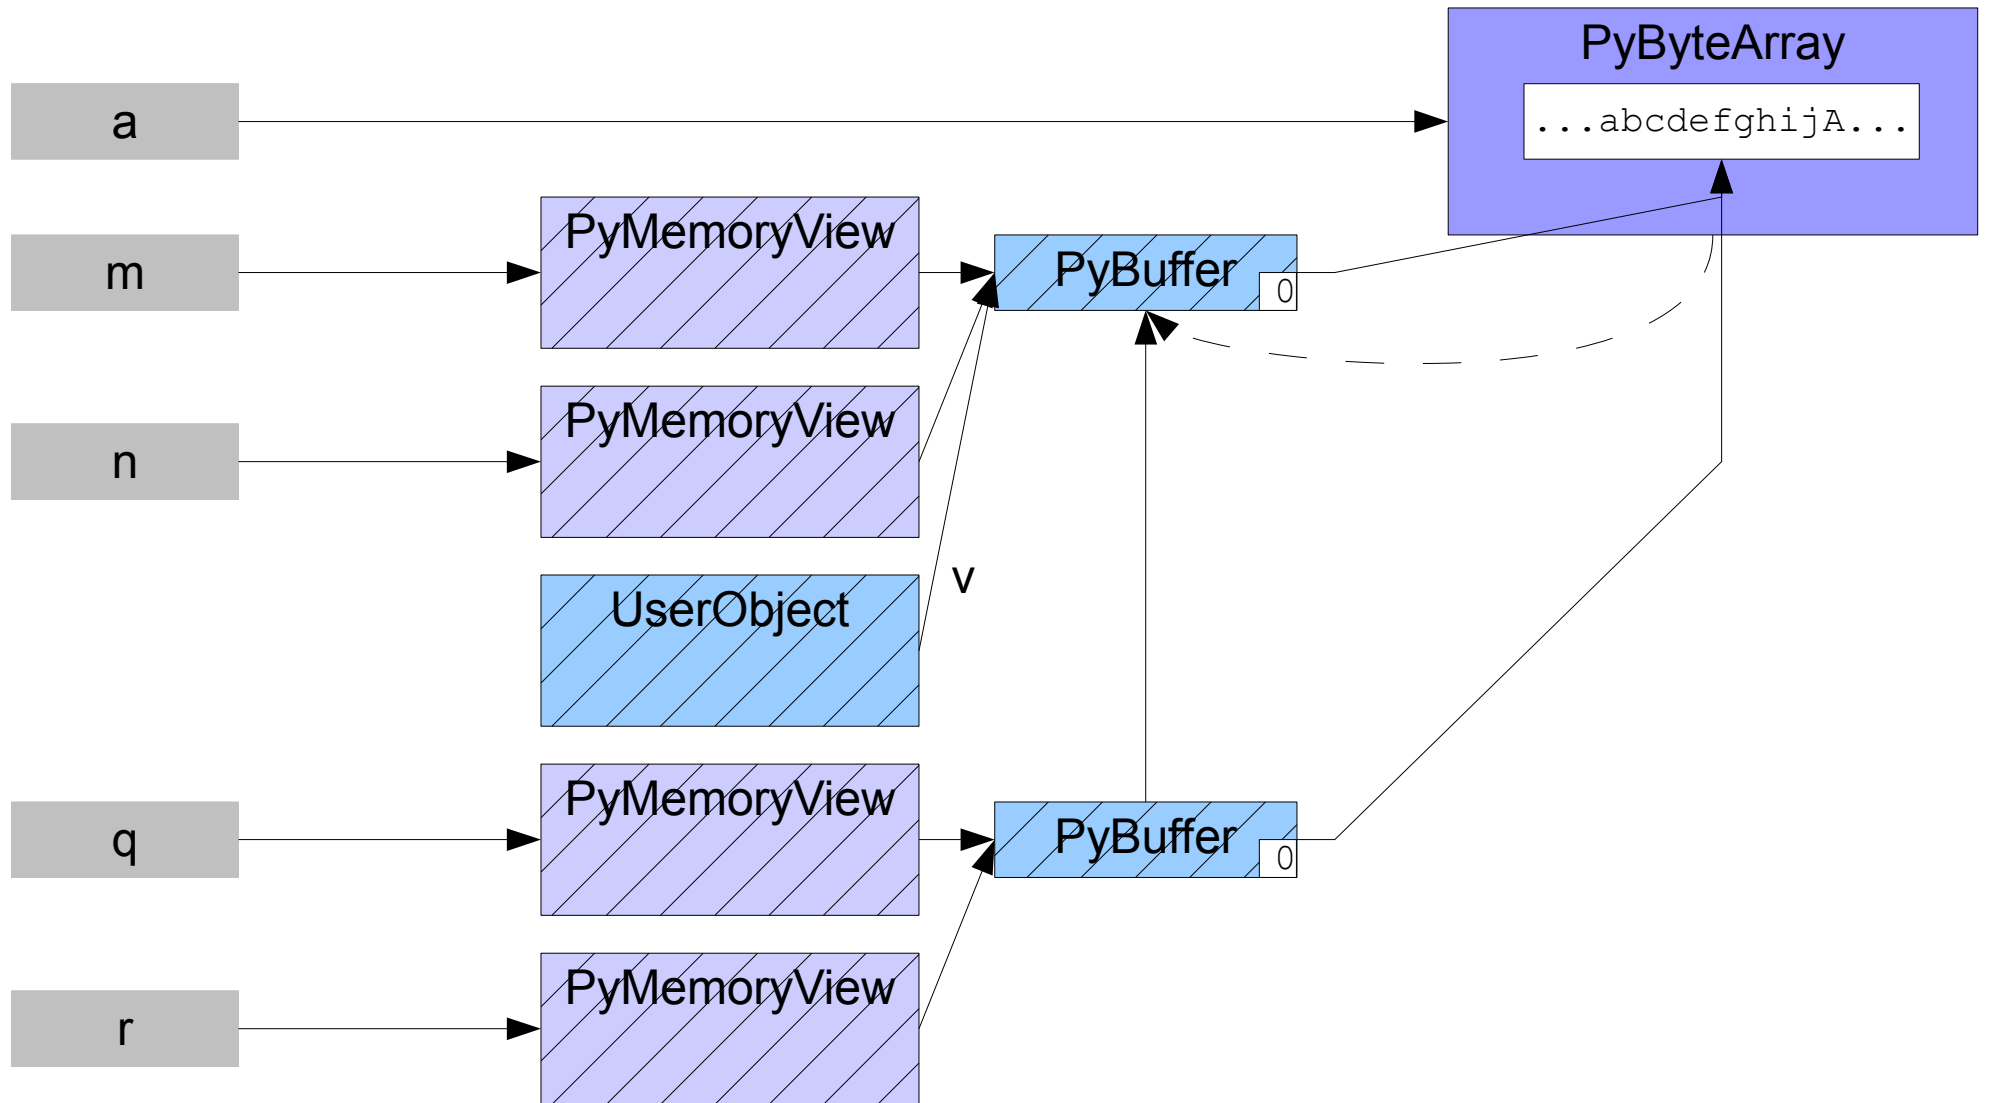 PyByteArray
a
...abcdefghijA...
PyMemoryView
m
PyBuffer
0
PyMemoryView
n
v
UserObject
PyMemoryView
q
PyBuffer
0
PyMemoryView
r